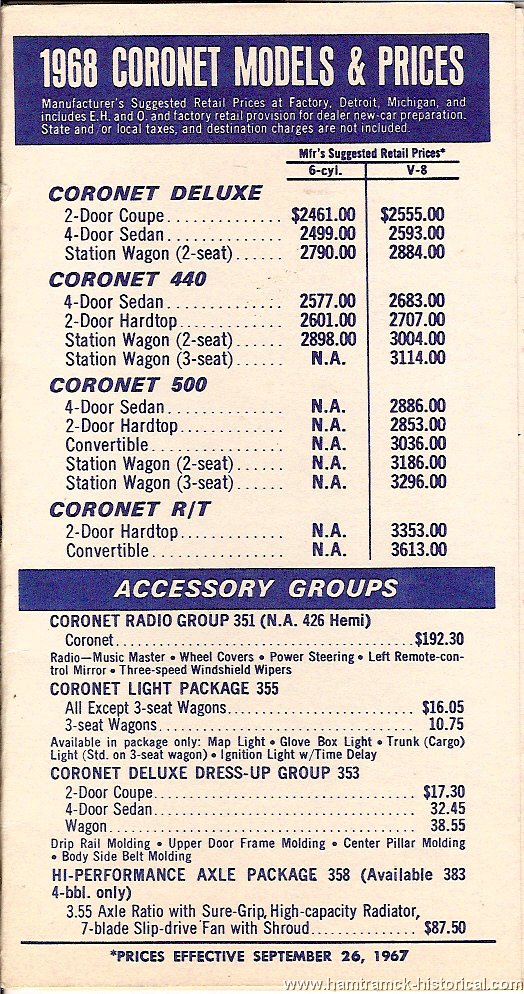 1968 CORONET MODELS & PRICES
Manufacturer's Suggested Retail Prices at Factory, Detroit, Michigan, and
includes E.H. and O. and factory retail provision for dealer new-car preparation.
State and/or local taxes, and destination charges are not included.
Mfr's Suggested Retail Prices*
6-cyl. V-8
CORONET DELUXE
2-Door Coupe.............. $2461.00 $2555.00
4-Door Sedan.............. 2499.00 2593.00
Station Wagon (2-seat)...... 2790.00 2884.00
CORONET 440
4-Door Sedan.............. 2577.00 2683.00
2-Door Hardtop............. 2601.00 2707.00
Station Wagon (2-seat)...... 2898.00 3004.00
Station Wagon (3-seat)...... N.A. 3114.00
CORONET 500
4-Door Sedan.............. N.A. 2886.00
2-Door Hardtop............. N.A. 2853.00
Convertible................ N.A. 3036.00
Station Wagon (2-seat)...... N.A. 3186.00
Station Wagon (3-seat)...... N.A. 3296.00
CORONET R/T
2-Door Hardtop............. N.A. 3353.00
Convertible................ N.A. 3613.00
ACCESSORY GROUPS
CORONET RADIO GROUP 351 (N.A. 426 Hemi)
Coronet.....................................$192.30
Radio—Music Master • Wheel Covers • Power Steering • Left Remote-con-
trol Mirror • Three-speed Windshield Wipers
CORONET LIGHT PACKAGE 355
All Except 3-seat Wagons........................ $16.05
3-seat Wagons................................. 10.75
Available in package only: Map Light • Glove Box Light • Trunk (Cargo)
Light (Std. on 3-seat wagon) • Ignition Light w/Time Delay
CORONET DELUXE DRESS-UP GROUP 353
2-Door Coupe.................................. $17.30
4-Door Sedan.................................. 32.45
Wagon........................................ 38.55
Drip Rail Molding • Upper Door Frame Molding • Center Pillar Molding
• Body Side Belt Molding
HI-PERFORMANCE AXLE PACKAGE 358 (Available 383
4-bbl. only)
3.55 Axle Ratio with Sure-Grip, High-capacity Radiator,
7-blade Slip-drive Fan with Shroud.............. $87.50
*PRICES EFFECTIVE SEPTEMBER 26, 1967
www.hamtramck-historical.com